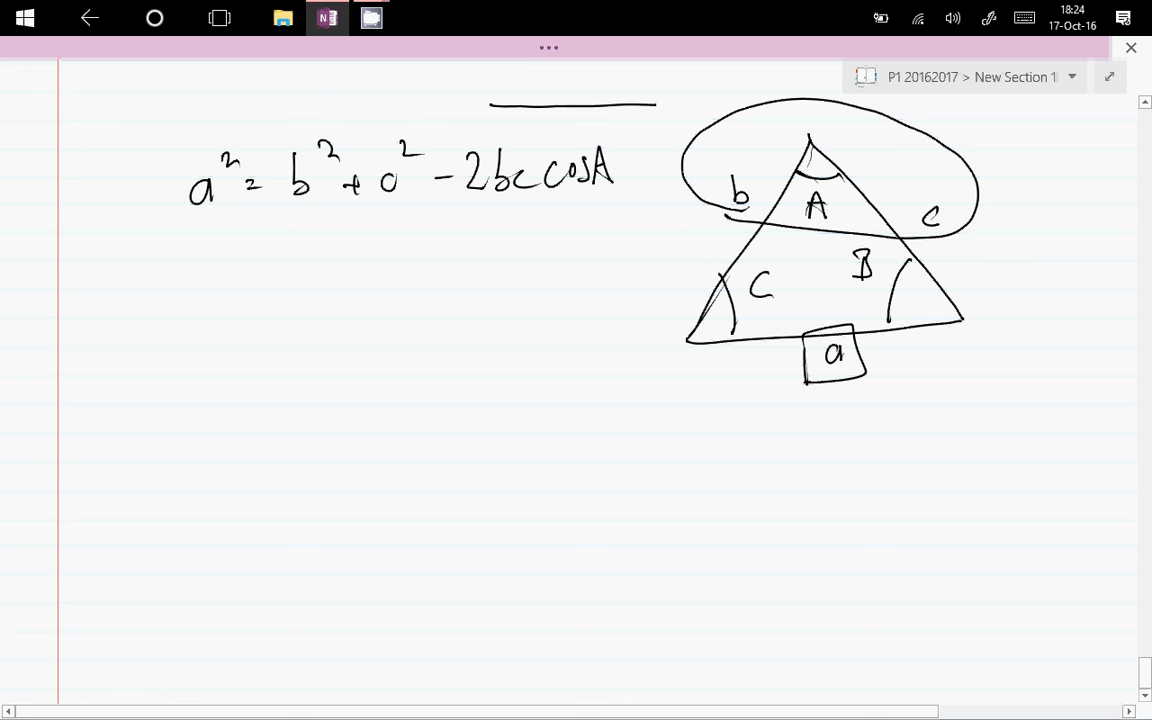 18:24
17-Oct-16
P1 20162017 > New Section 1
a² = b² + c² - 2bc cosA
b A c
C B
a